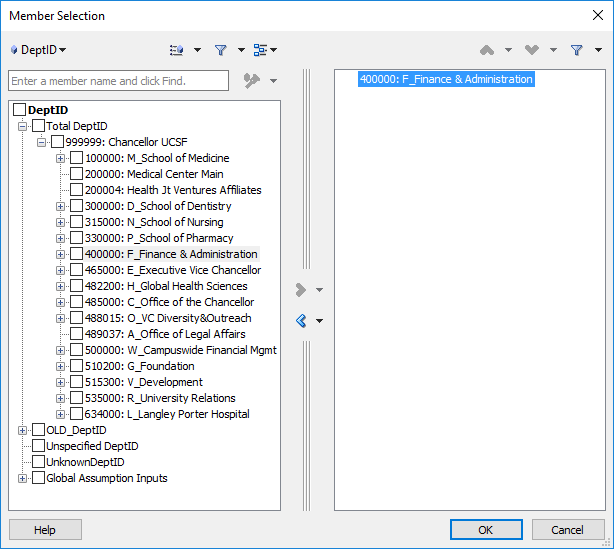 Member Selection
DeptID
Enter a member name and click Find.
DeptID
Total DeptID
999999: Chancellor UCSF
100000: M_School of Medicine
200000: Medical Center Main
200004: Health Jt Ventures Affiliates
300000: D_School of Dentistry
315000: N_School of Nursing
330000: P_School of Pharmacy
400000: F_Finance & Administration
465000: E_Executive Vice Chancellor
482200: H_Global Health Sciences
485000: C_Office of the Chancellor
488015: O_VC Diversity&Outreach
489037: A_Office of Legal Affairs
500000: W_Campuswide Financial Mgmt
510200: G_Foundation
515300: V_Development
535000: R_University Relations
634000: L_Langley Porter Hospital
OLD_DeptID
Unspecified DeptID
UnknownDeptID
Global Assumption Inputs
400000: F_Finance & Administration
Help
OK
Cancel